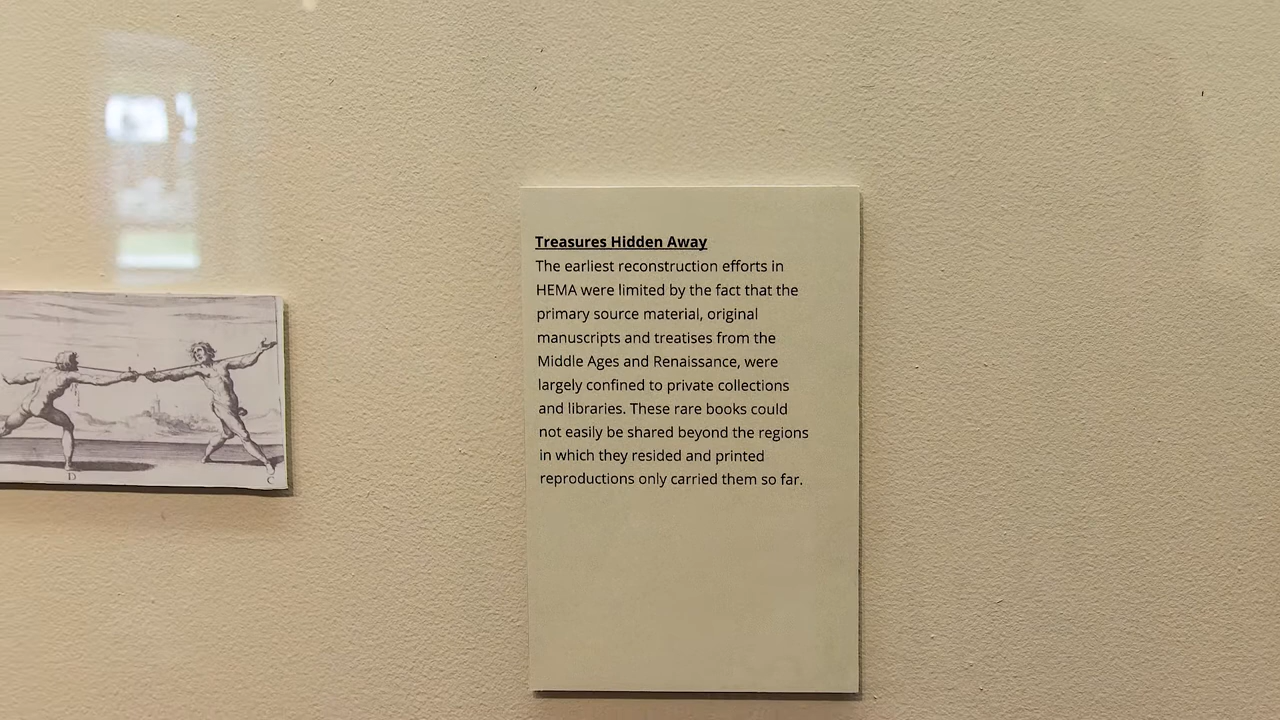 Treasures Hidden Away
The earliest reconstruction efforts in
HEMA were limited by the fact that the
primary source material, original
manuscripts and treatises from the
Middle Ages and Renaissance, were
largely confined to private collections
and libraries. These rare books could
not easily be shared beyond the regions
in which they resided and printed
reproductions only carried them so far.
D C